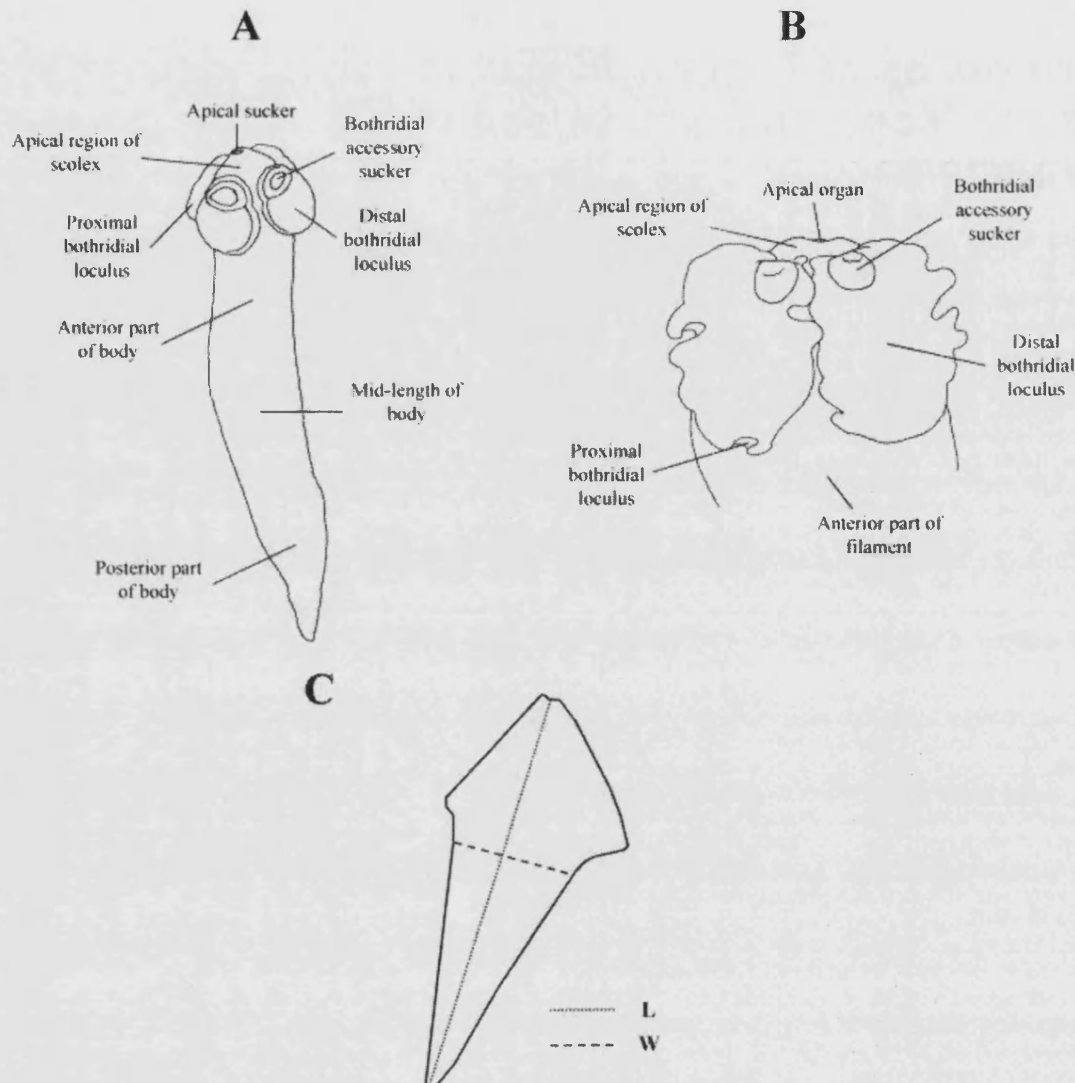 A
Apical sucker
Apical region of
scolex
Bothridial
accessory
sucker
Proximal
bothridial
loculus
Distal
bothridial
loculus
Anterior part
of body
Mid-length of
body
Posterior part
of body
B
Apical organ
Apical region of
scolex
Bothridial
accessory
sucker
Distal
bothridial
loculus
Proximal
bothridial
loculus
Anterior part of
filament
C
L
W